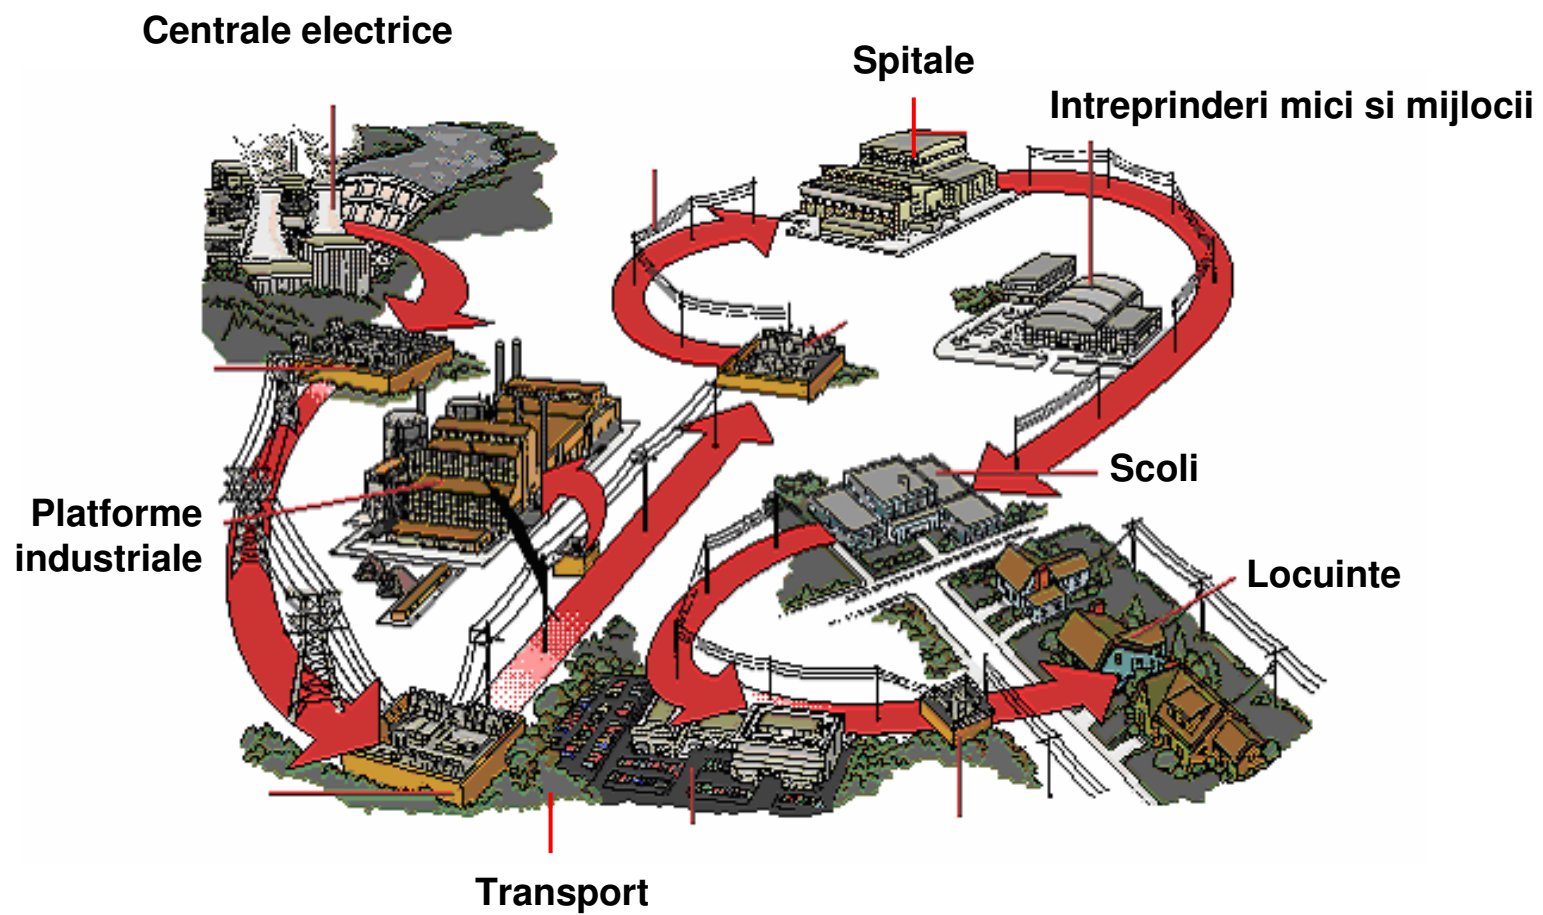 Centrale electrice
Spitale
Intreprinderi mici si mijlocii
Scoli
Platforme
industriale
Locuinte
Transport